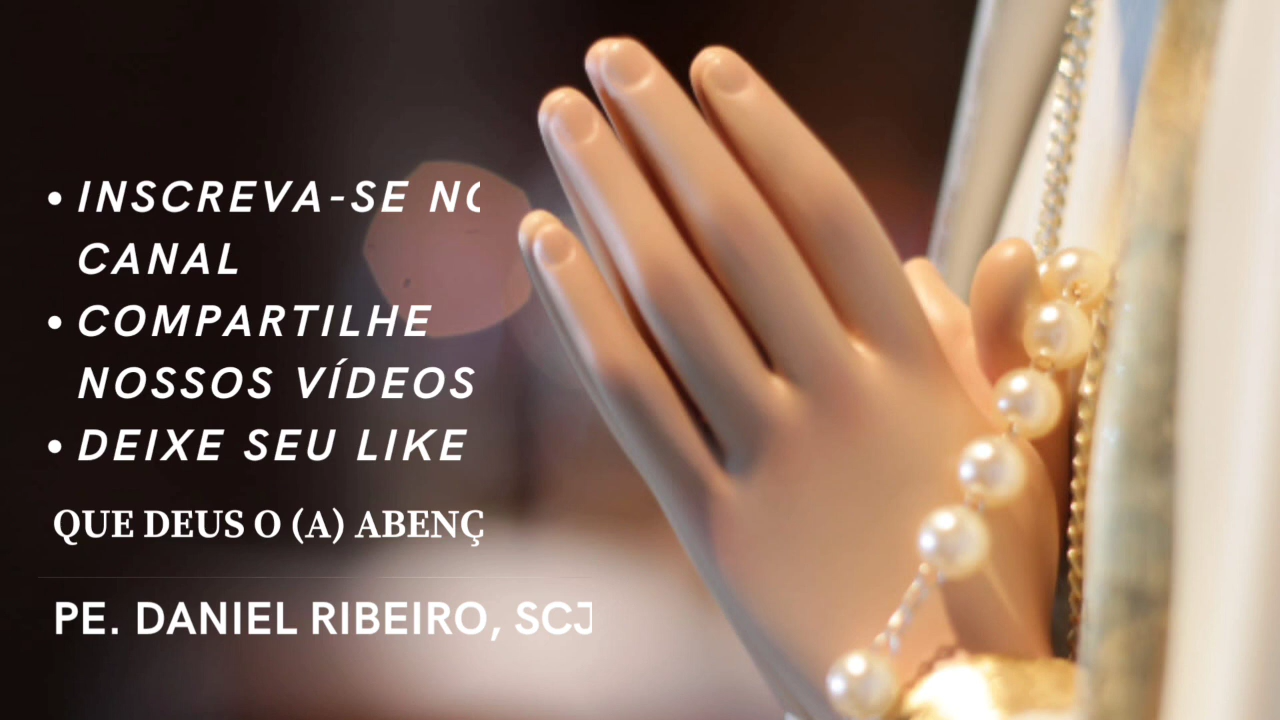 • INSCREVA-SE NO
CANAL
• COMPARTILHE
NOSSOS VÍDEOS
• DEIXE SEU LIKE
QUE DEUS O (A) ABENÇ
PE. DANIEL RIBEIRO, SCJ